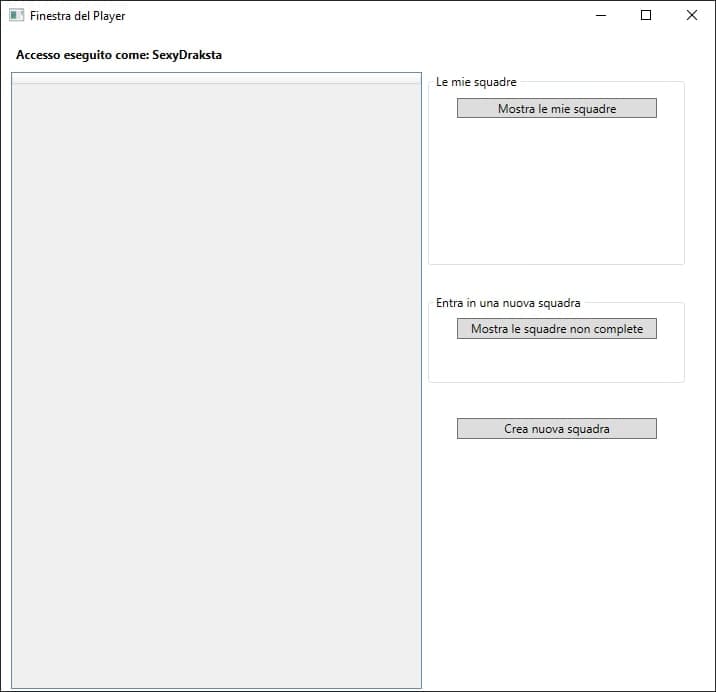 Finestra del Player
Accesso eseguito come: SexyDraksta
Le mie squadre
Mostra le mie squadre
Entra in una nuova squadra
Mostra le squadre non complete
Crea nuova squadra